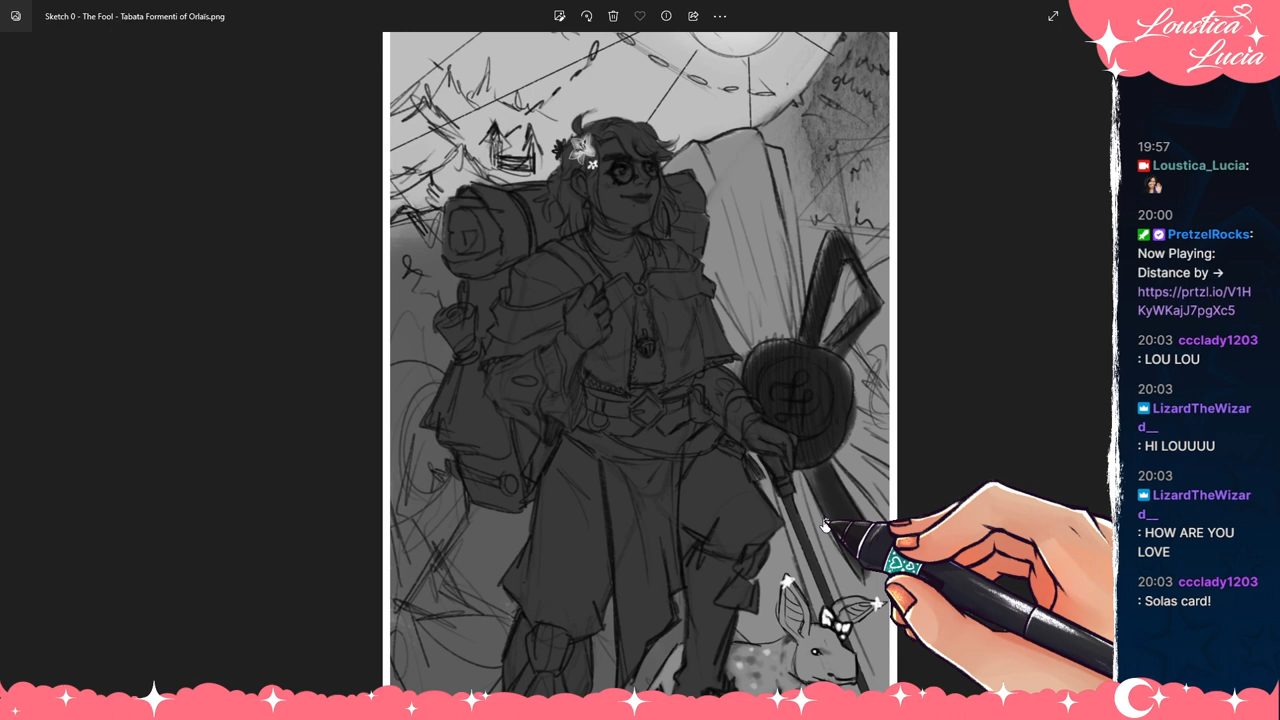 Sketch 0 - The Fool - Tabata Formenti of Orlaïs.png
Loustica
Lucia
19:57
Loustica_Lucia:
20:00
PretzelRocks:
Now Playing:
Distance by →
https://prtzl.io/V1H
KyWKajJ7pgXc5
20:03 ccclady1203
: LOU LOU
20:03
LizardTheWizar
d__
: HI LOUUUU
20:03
LizardTheWizar
d__
: HOW ARE YOU
LOVE
20:03 ccclady1203
: Solas card!